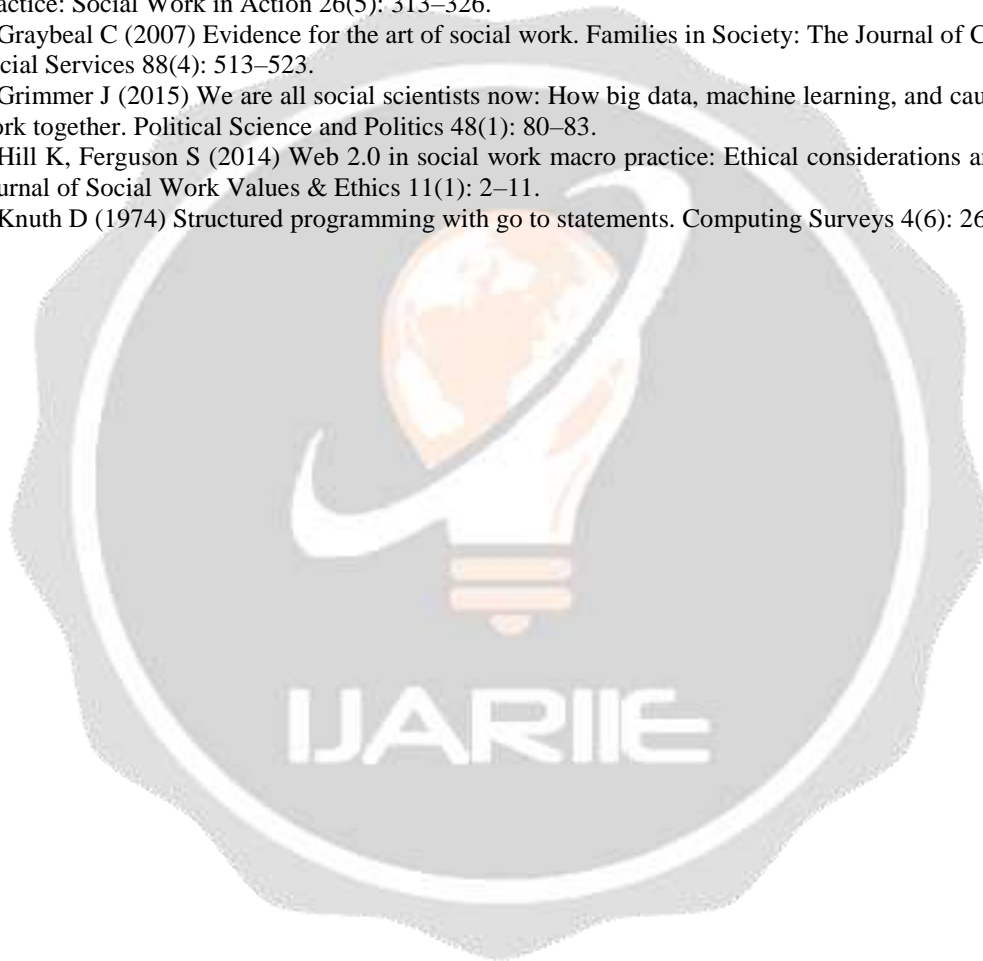 actice: Social Work in Action 26(5): 313–326.
Graybeal C (2007) Evidence for the art of social work. Families in Society: The Journal of C
cial Services 88(4): 513–523.
Grimmer J (2015) We are all social scientists now: How big data, machine learning, and cau
rk together. Political Science and Politics 48(1): 80–83.
Hill K, Ferguson S (2014) Web 2.0 in social work macro practice: Ethical considerations a
urnal of Social Work Values & Ethics 11(1): 2–11.
Knuth D (1974) Structured programming with go to statements. Computing Surveys 4(6): 26
IJARIIE